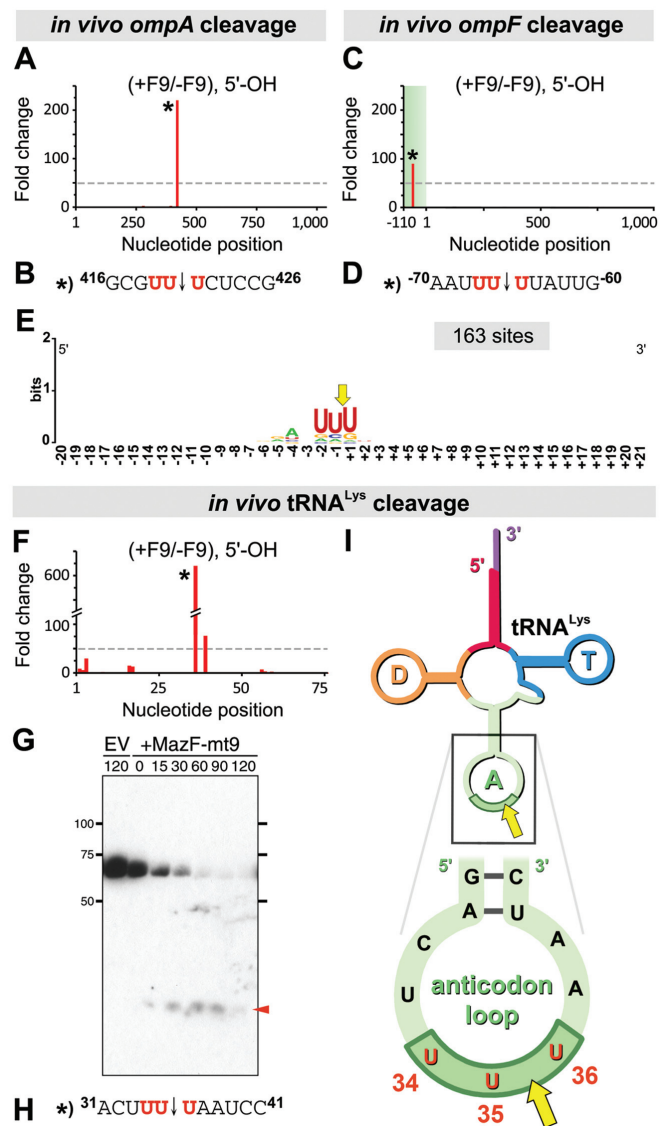 in vivo ompA cleavage
in vivo ompF cleavage
A
(+F9/-F9), 5'-OH
Fold change
200
100
0
*
1 250 500 750 1,000
Nucleotide position
C
(+F9/-F9), 5'-OH
Fold change
200
100
0
*
-110 1 500 1,000
Nucleotide position
B *) 416GCGUU↓UCUCCG426
D *) -70AAUUU↓UUAUUG-60
E
163 sites
2
1
0
bits
5'
3'
A
UUU
-20 -19 -18 -17 -16 -15 -14 -13 -12 -11 -10 -9 -8 -7 -6 -5 -4 -3 -2 -1 +1 +2 +3 +4 +5 +6 +7 +8 +9 +10 +11 +12 +13 +14 +15 +16 +17 +18 +19 +20 +21
in vivo tRNALys cleavage
F
(+F9/-F9), 5'-OH
Fold change
600
100
0
*
1 25 50 75
Nucleotide position
G
EV +MazF-mt9
120 0 15 30 60 90 120
100
75
50
H *) 31ACUUU↓UAAUCC41
I
3'
5'
tRNALys
D
T
A
5' 3'
G C
A U
C A
U A
anticodon
loop
U U U
34 35 36